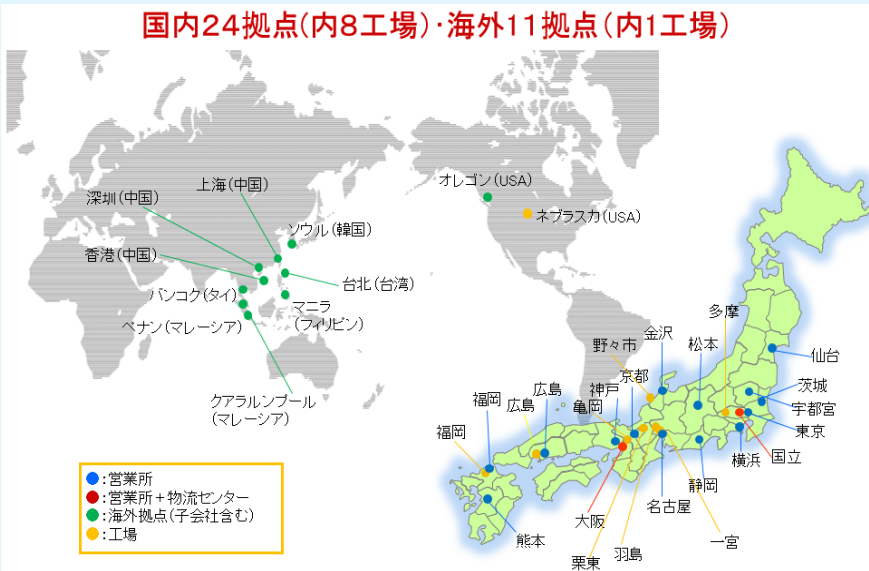 国内24拠点(内8工場)・海外11拠点(内1工場)
オレゴン(USA)
上海(中国)
深圳(中国)
ネブラスカ(USA)
ソウル(韓国)
香港(中国)
台北(台湾)
バンコク(タイ)
マニラ
(フィリピン)
ペナン(マレーシア)
クアラルンプール
(マレーシア)
多摩
金沢
野々市
松本
仙台
京都
神戸
広島
福岡
亀岡
広島
福岡
茨城
宇都宮
東京
国立
横浜
静岡
名古屋
一宮
羽島
栗東
大阪
熊本
:営業所
:営業所+物流センター
:海外拠点(子会社含む)
:工場